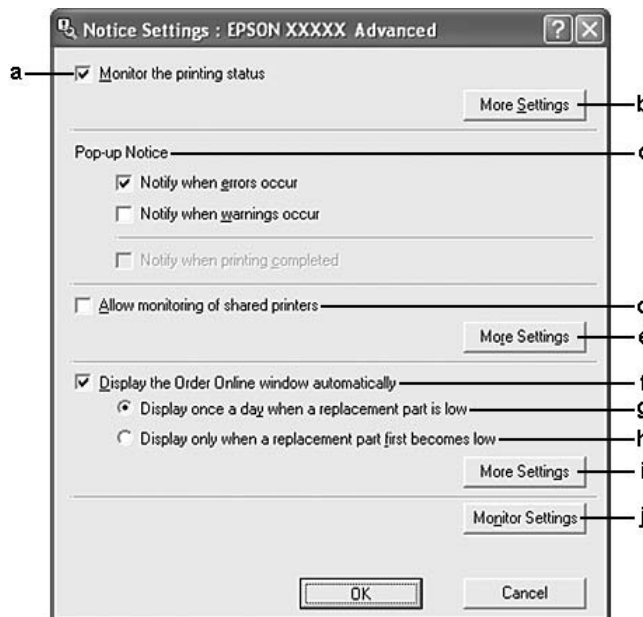 Notice Settings : EPSON XXXXX Advanced
a Monitor the printing status
More Settings b
Pop-up Notice c
Notify when errors occur
Notify when warnings occur
Notify when printing completed
Allow monitoring of shared printers d
More Settings e
Display the Order Online window automatically f
Display once a day when a replacement part is low g
Display only when a replacement part first becomes low h
More Settings i
Monitor Settings j
OK Cancel